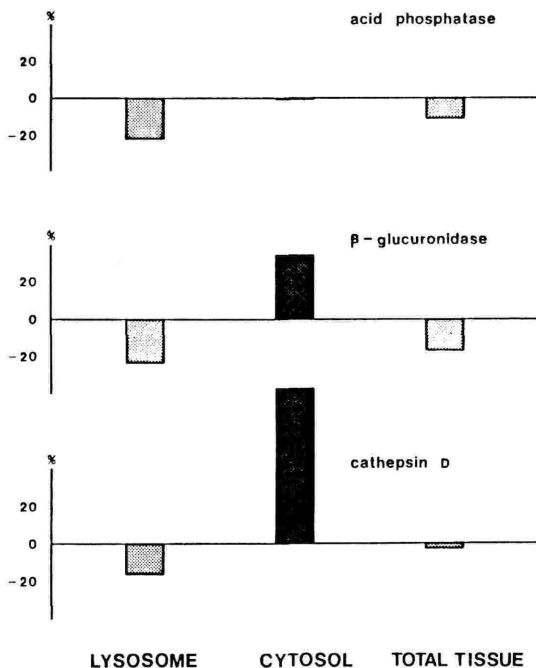 % acid phosphatase
20
0
-20
% β-glucuronidase
20
0
-20
% cathepsin D
20
0
-20
LYSOSOME CYTOSOL TOTAL TISSUE